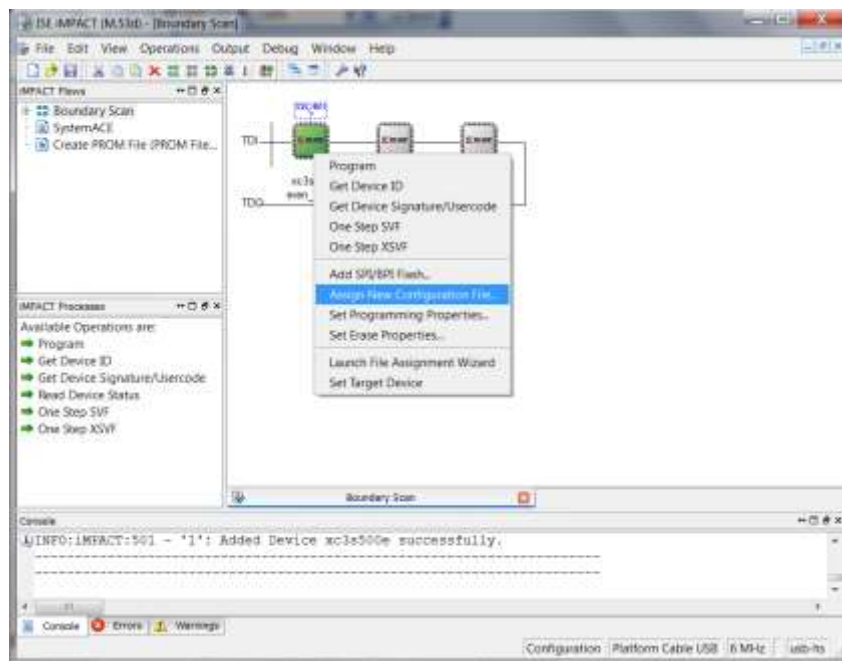 ISE iMPACT (M.53d) - [Boundary Scan]
File Edit View Operations Output Debug Window Help
iMPACT Flows
Boundary Scan
SystemACE
Create PROM File (PROM File...
TDI
TDO
xc3s
even_
Program
Get Device ID
Get Device Signature/Usercode
One Step SVF
One Step XSVF
Add SPI/BPI Flash...
Assign New Configuration File...
Set Programming Properties...
Set Erase Properties...
Launch File Assignment Wizard
Set Target Device
iMPACT Processes
Available Operations are:
Program
Get Device ID
Get Device Signature/Usercode
Read Device Status
One Step SVF
One Step XSVF
Boundary Scan
Console
INFO:iMPACT:501 - '1': Added Device xc3s500e successfully.
Console Errors Warnings
Configuration Platform Cable USB 6 MHz usb-hs